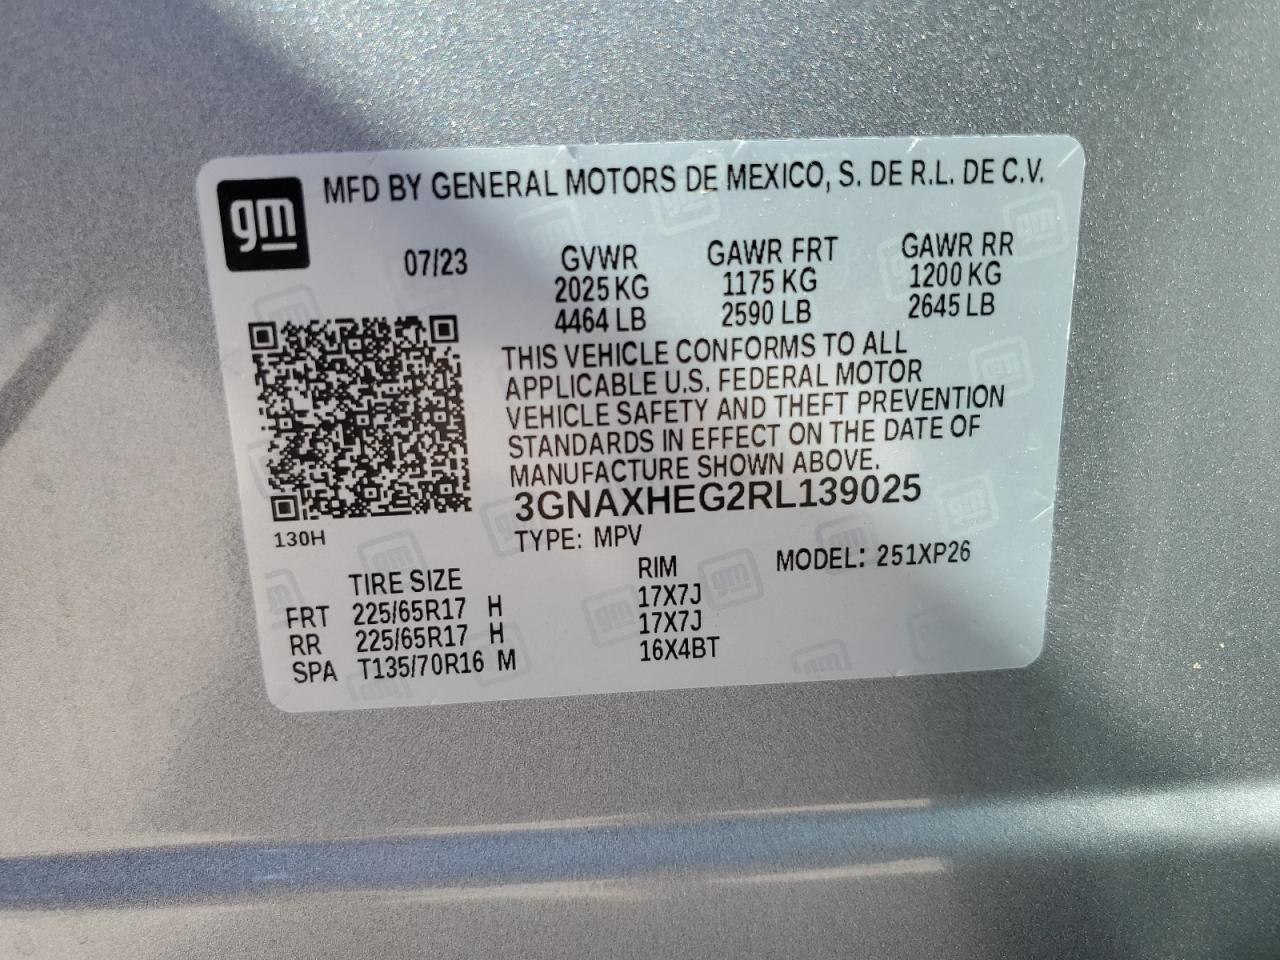 gm
MFD BY GENERAL MOTORS DE MEXICO, S. DE R.L. DE C.V.
07/23 GVWR GAWR FRT GAWR RR
2025 KG 1175 KG 1200 KG
4464 LB 2590 LB 2645 LB
THIS VEHICLE CONFORMS TO ALL
APPLICABLE U.S. FEDERAL MOTOR
VEHICLE SAFETY AND THEFT PREVENTION
STANDARDS IN EFFECT ON THE DATE OF
MANUFACTURE SHOWN ABOVE.
3GNAXHEG2RL139025
130H
TYPE: MPV MODEL: 251XP26
TIRE SIZE RIM
FRT 225/65R17 H 17X7J
RR 225/65R17 H 17X7J
SPA T135/70R16 M 16X4BT